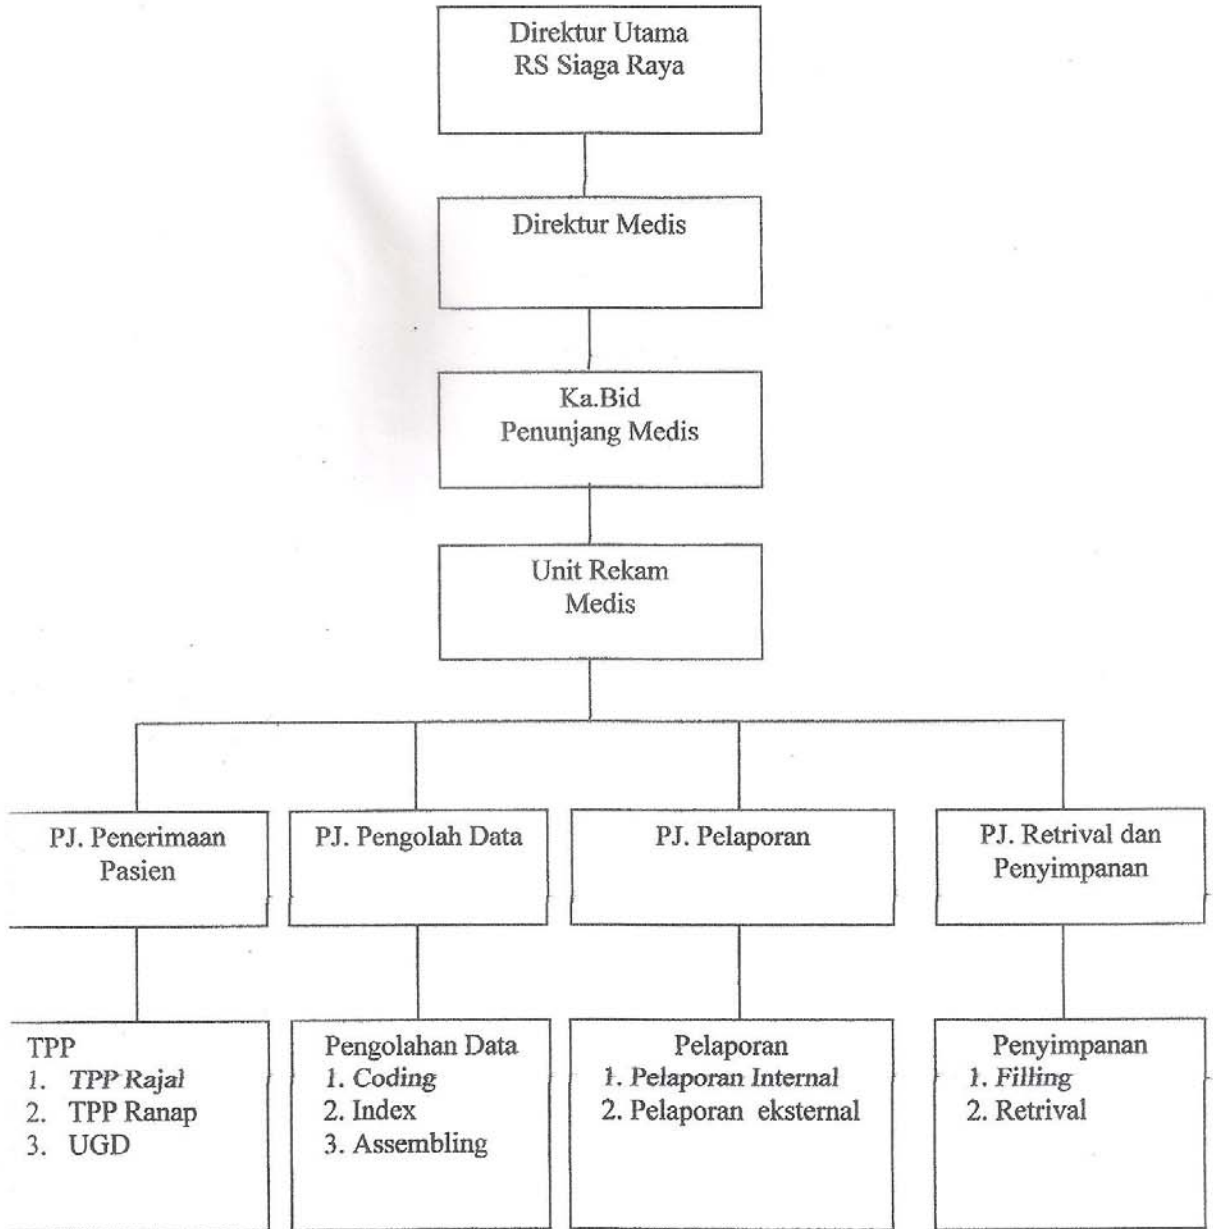 Direktur Utama
RS Siaga Raya
Direktur Medis
Ka.Bid
Penunjang Medis
Unit Rekam
Medis
PJ. Penerimaan
Pasien
PJ. Pengolah Data
PJ. Pelaporan
PJ. Retrival dan
Penyimpanan
TPP
1. TPP Rajal
2. TPP Ranap
3. UGD
Pengolahan Data
1. Coding
2. Index
3. Assembling
Pelaporan
1. Pelaporan Internal
2. Pelaporan eksternal
Penyimpanan
1. Filling
2. Retrival